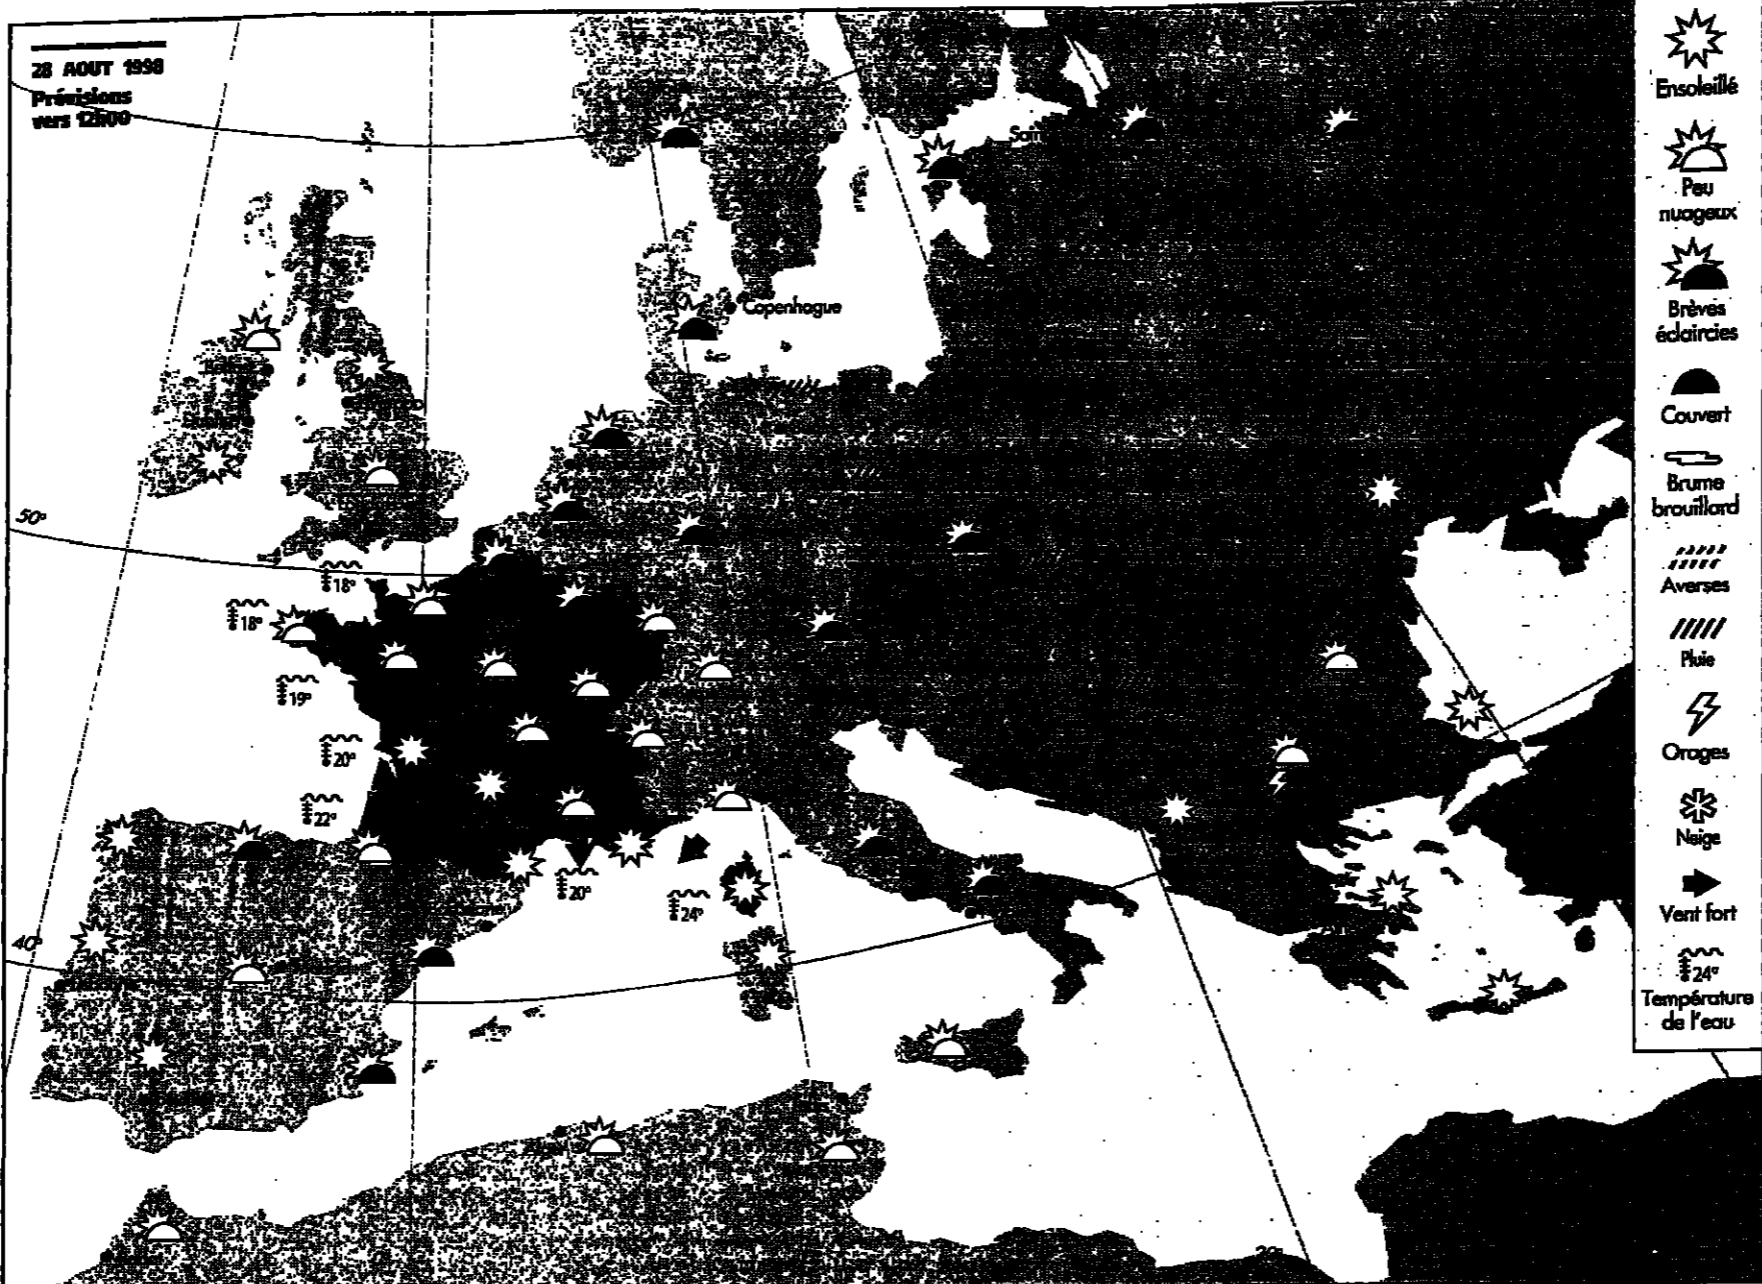 28 AOUT 1998
Prévisions
vers 12h00
Copenhague
50°
18°
18°
19°
20°
22°
20°
24°
40°
Ensoleillé
Peu
nuageux
Brèves
éclaircies
Couvert
Brume
brouillard
Averses
Pluie
Orages
Neige
Vent fort
24°
Température
de l'eau